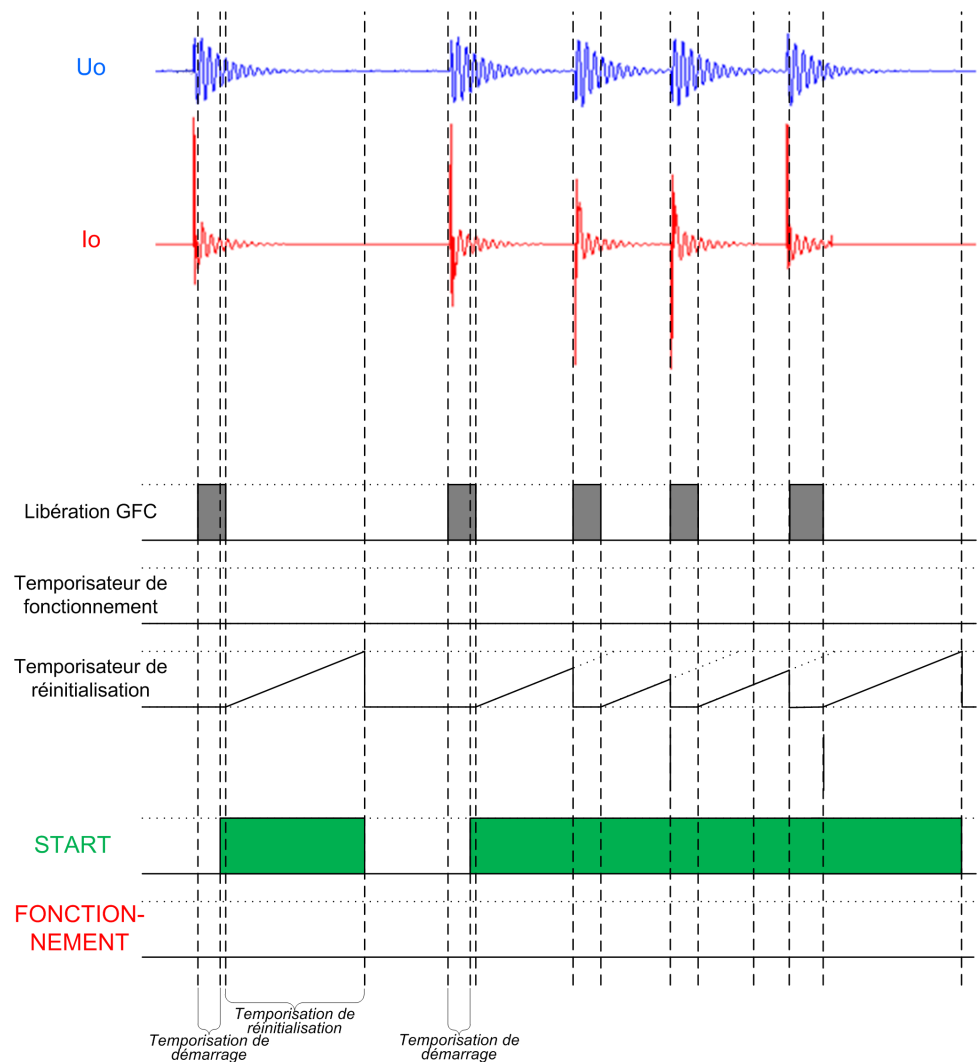 Uo
Io
Libération GFC
Temporisateur de
fonctionnement
Temporisateur de
réinitialisation
START
FONCTION-
NEMENT
Temporisation de
réinitialisation
Temporisation de
démarrage
Temporisation de
démarrage